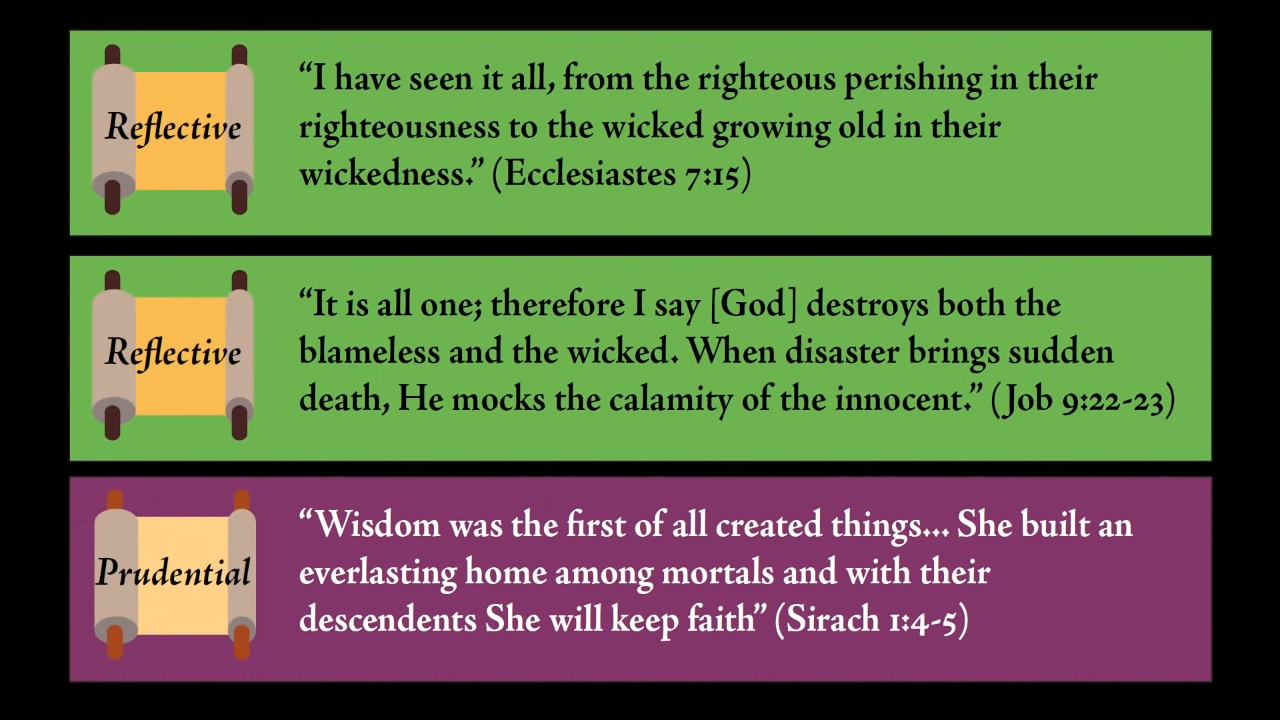 Reflective
“I have seen it all, from the righteous perishing in their
righteousness to the wicked growing old in their
wickedness.” (Ecclesiastes 7:15)
Reflective
“It is all one; therefore I say [God] destroys both the
blameless and the wicked. When disaster brings sudden
death, He mocks the calamity of the innocent.” (Job 9:22-23)
Prudential
“Wisdom was the first of all created things... She built an
everlasting home among mortals and with their
descendents She will keep faith” (Sirach 1:4-5)